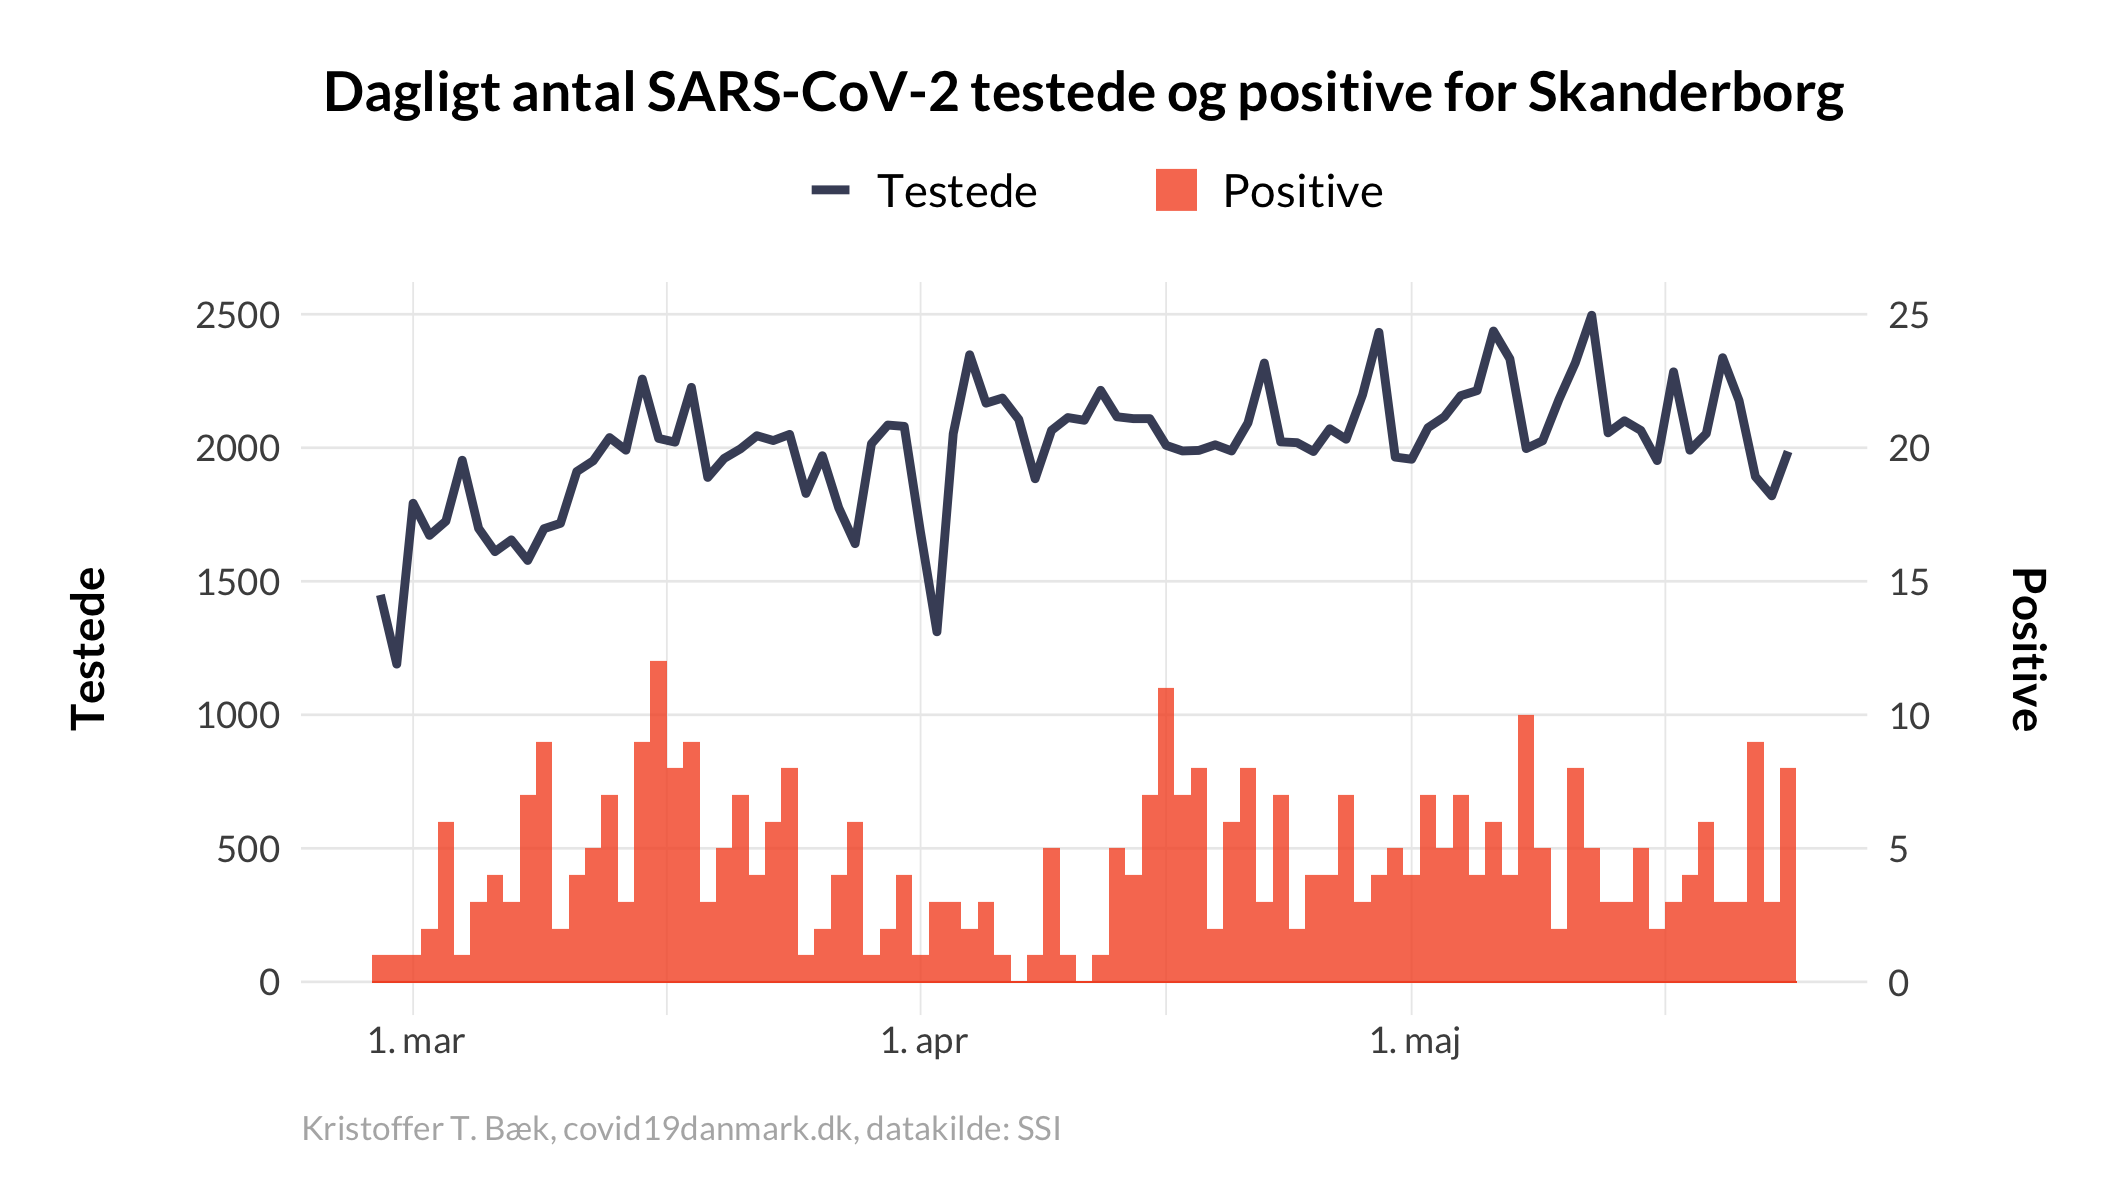 Dagligt antal SARS-CoV-2 testede og positive for Skanderborg
Testede
Positive
2500
2000
1500
1000
500
0
Testede
25
20
15
10
5
0
Positive
1. mar
1. apr
1. maj
Kristoffer T. Bæk, covid19danmark.dk, datakilde: SSI